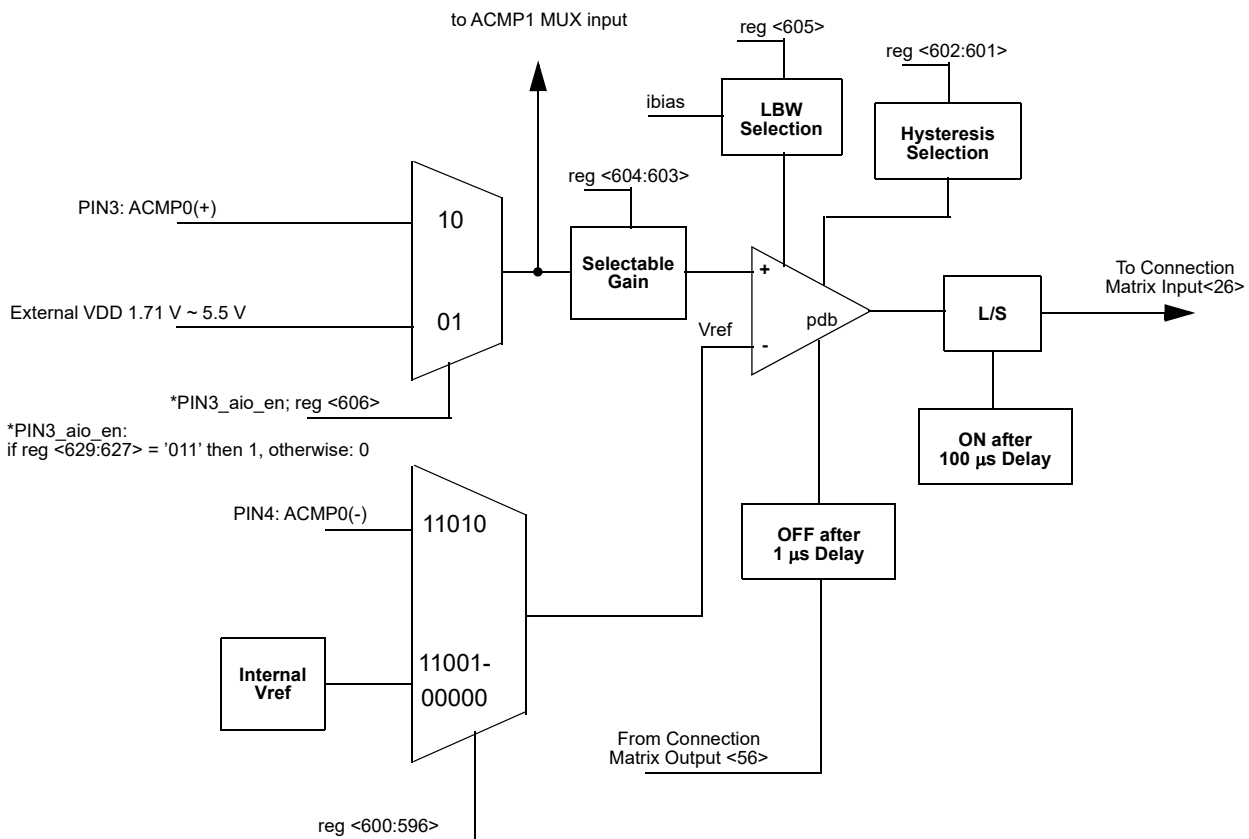 to ACMP1 MUX input
reg <605>
reg <602:601>
ibias
LBW
Selection
Hysteresis
Selection
reg <604:603>
PIN3: ACMP0(+)
10
Selectable
Gain
+
To Connection
Matrix Input<26>
External VDD 1.71 V ~ 5.5 V
01
Vref
-
pdb
L/S
*PIN3_aio_en; reg <606>
*PIN3_aio_en:
if reg <629:627> = '011' then 1, otherwise: 0
ON after
100 μs Delay
PIN4: ACMP0(-)
11010
OFF after
1 μs Delay
Internal
Vref
11001-
00000
From Connection
Matrix Output <56>
reg <600:596>